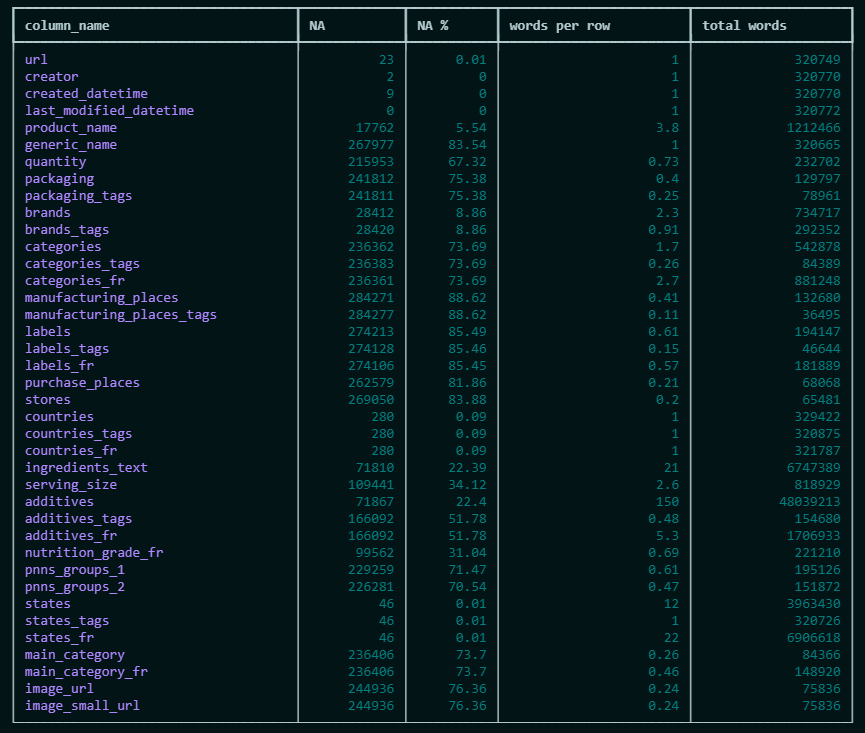 column_name NA NA % words per row total words
url 23 0.01 1 320749
creator 2 0 1 320770
created_datetime 9 0 1 320770
last_modified_datetime 0 0 1 320772
product_name 17762 5.54 3.8 1212466
generic_name 267977 83.54 1 320665
quantity 215953 67.32 0.73 232702
packaging 241812 75.38 0.4 129797
packaging_tags 241811 75.38 0.25 78961
brands 28412 8.86 2.3 734717
brands_tags 28420 8.86 0.91 292352
categories 236362 73.69 1.7 542878
categories_tags 236383 73.69 0.26 84389
categories_fr 236361 73.69 2.7 881248
manufacturing_places 284271 88.62 0.41 132680
manufacturing_places_tags 284277 88.62 0.11 36495
labels 274213 85.49 0.61 194147
labels_tags 274128 85.46 0.15 46644
labels_fr 274106 85.45 0.57 181889
purchase_places 262579 81.86 0.21 68068
stores 269050 83.88 0.2 65481
countries 280 0.09 1 329422
countries_tags 280 0.09 1 320875
countries_fr 280 0.09 1 321787
ingredients_text 71810 22.39 21 6747389
serving_size 109441 34.12 2.6 818929
additives 71867 22.4 150 48039213
additives_tags 166092 51.78 0.48 154680
additives_fr 166092 51.78 5.3 1706933
nutrition_grade_fr 99562 31.04 0.69 221210
pnns_groups_1 229259 71.47 0.61 195126
pnns_groups_2 226281 70.54 0.47 151872
states 46 0.01 12 3963430
states_tags 46 0.01 1 320726
states_fr 46 0.01 22 6906618
main_category 236406 73.7 0.26 84366
main_category_fr 236406 73.7 0.46 148920
image_url 244936 76.36 0.24 75836
image_small_url 244936 76.36 0.24 75836